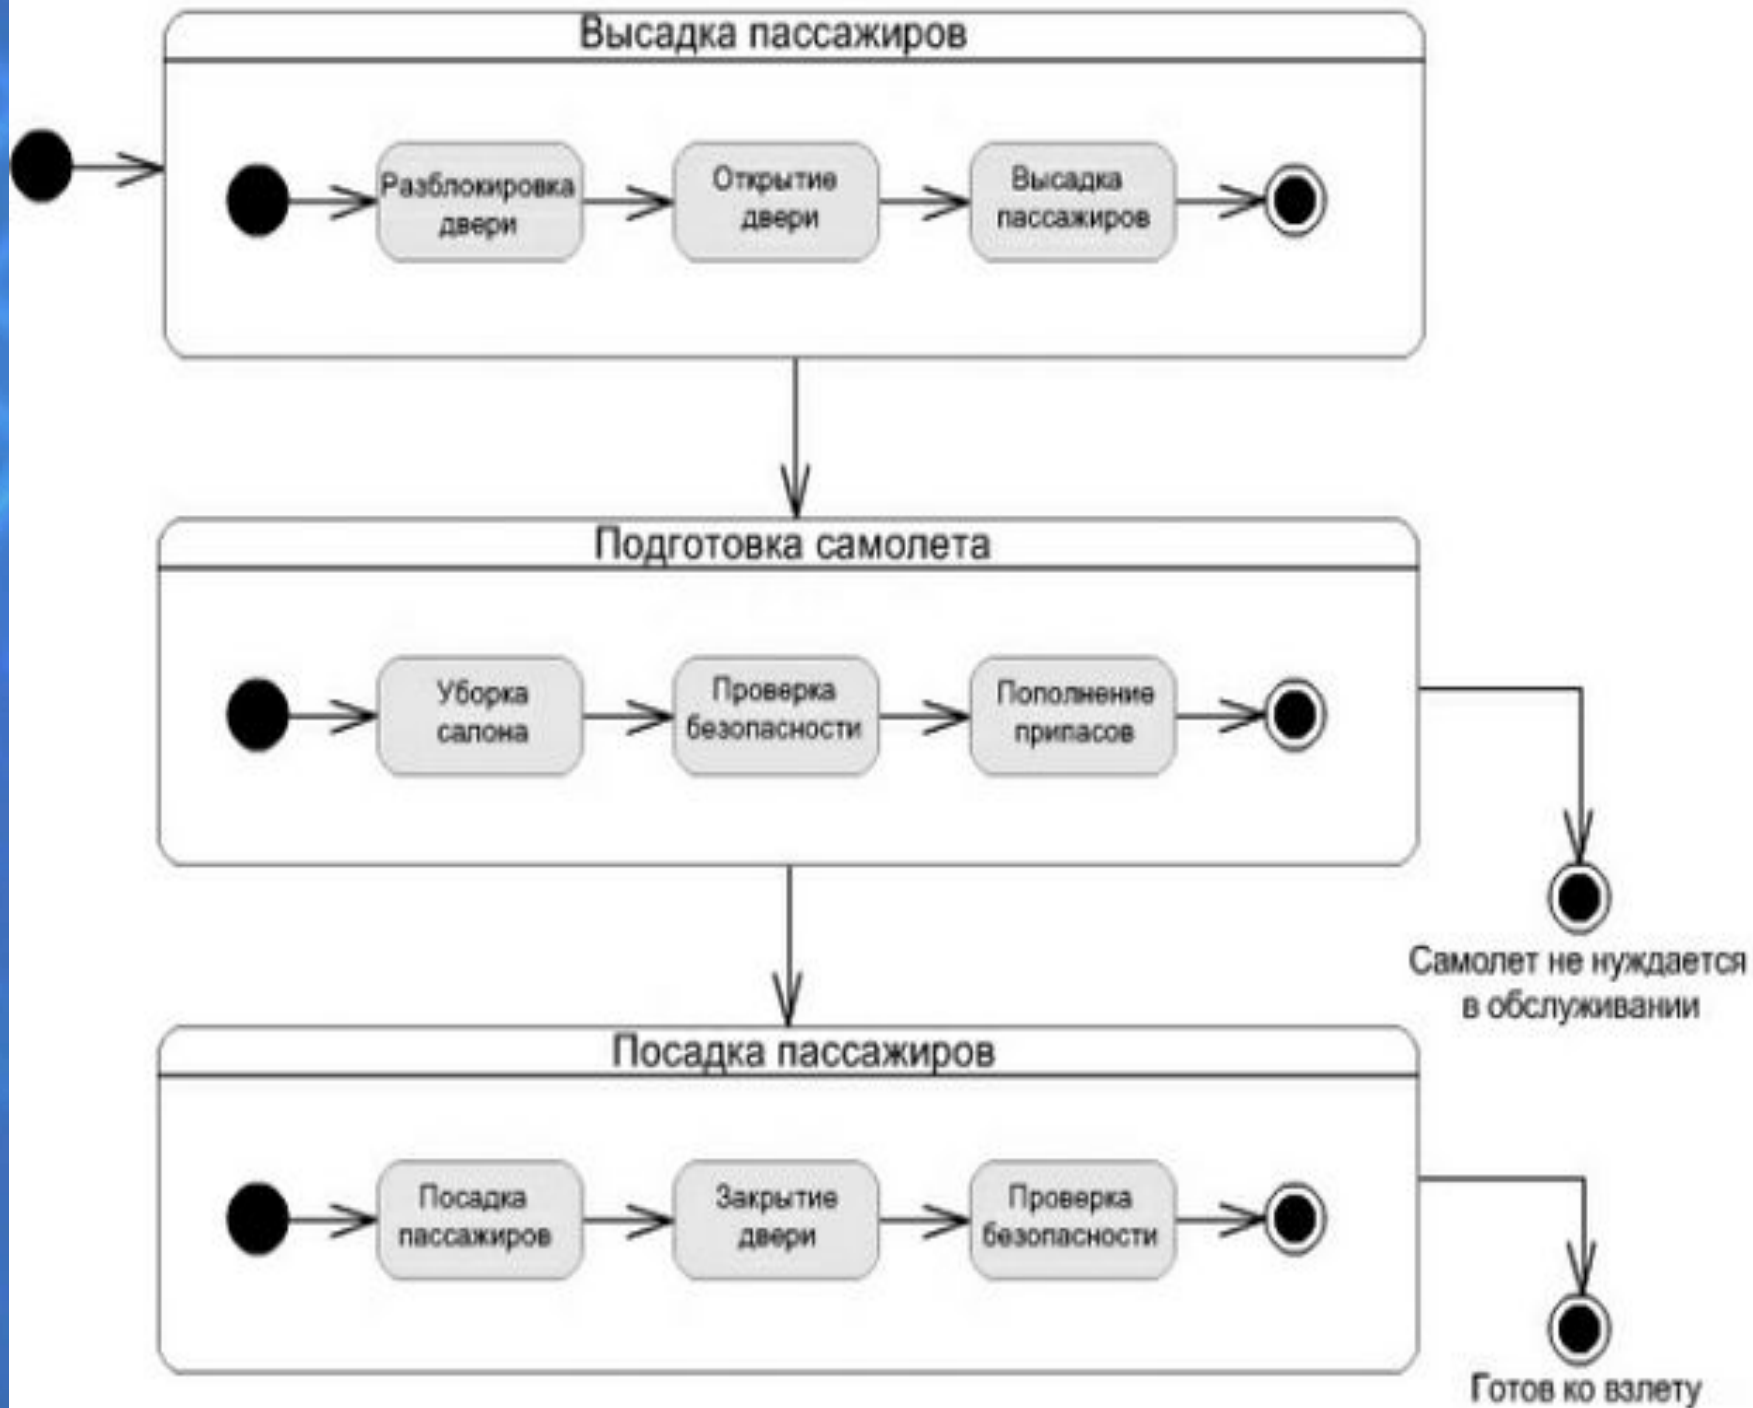 Высадка пассажиров
Разблокировка
двери
Открытие
двери
Высадка
пассажиров
Подготовка самолета
Уборка
салона
Проверка
безопасности
Пополнение
припасов
Самолет не нуждается
в обслуживании
Посадка пассажиров
Посадка
пассажиров
Закрытие
двери
Проверка
безопасности
Готов ко взлету